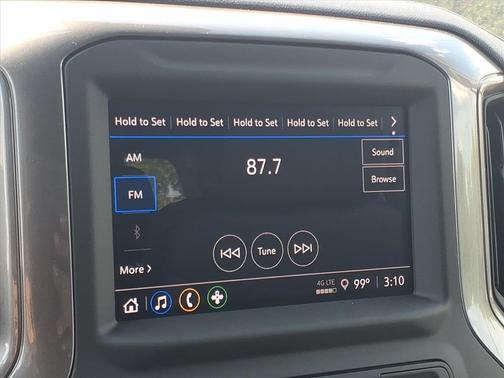 Hold to Set Hold to Set Hold to Set Hold to Set Hold to Set
AM
87.7
Sound
FM
Browse
Tune
More
4G LTE
99° 3:10